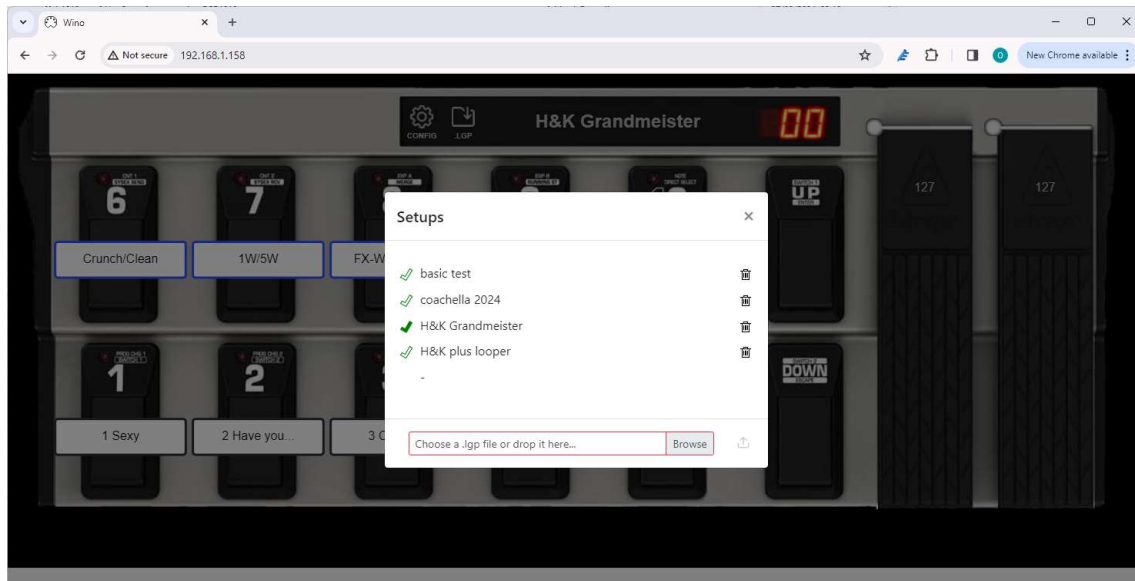 Wino
Not secure 192.168.1.158
New Chrome available
CONFIG .LGP H&K Grandmeister 00
6
7
UP
127
127
Crunch/Clean
1W/5W
FX-W
Setups
basic test
coachella 2024
H&K Grandmeister
H&K plus looper
-
Choose a .lgp file or drop it here... Browse
1
2
DOWN
1 Sexy
2 Have you...
3 C